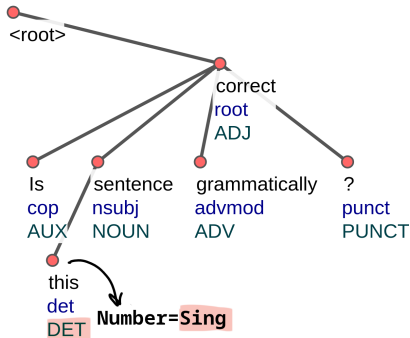 <root>
correct
root
ADJ
Is
cop
AUX
sentence
nsubj
NOUN
grammatically
advmod
ADV
?
punct
PUNCT
this
det
DET
Number=Sing